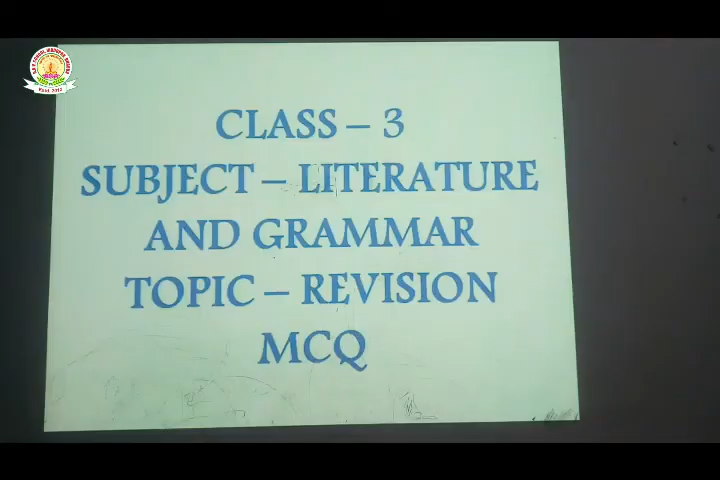 CLASS – 3
SUBJECT – LITERATURE
AND GRAMMAR
TOPIC – REVISION
MCQ